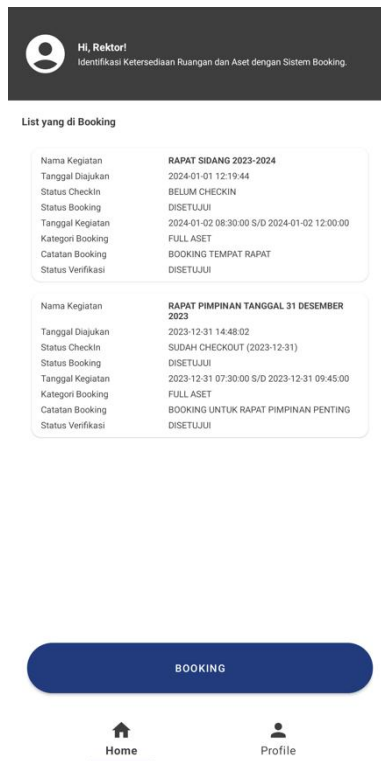 Hi, Rektor!
Identifikasi Ketersediaan Ruangan dan Aset dengan Sistem Booking.
List yang di Booking
Nama Kegiatan RAPAT SIDANG 2023-2024
Tanggal Diajukan 2024-01-01 12:19:44
Status CheckIn BELUM CHECKIN
Status Booking DISETUJUI
Tanggal Kegiatan 2024-01-02 08:30:00 S/D 2024-01-02 12:00:00
Kategori Booking FULL ASET
Catatan Booking BOOKING TEMPAT RAPAT
Status Verifikasi DISETUJUI
Nama Kegiatan RAPAT PIMPINAN TANGGAL 31 DESEMBER
2023
Tanggal Diajukan 2023-12-31 14:48:02
Status CheckIn SUDAH CHECKOUT (2023-12-31)
Status Booking DISETUJUI
Tanggal Kegiatan 2023-12-31 07:30:00 S/D 2023-12-31 09:45:00
Kategori Booking FULL ASET
Catatan Booking BOOKING UNTUK RAPAT PIMPINAN PENTING
Status Verifikasi DISETUJUI
BOOKING
Home Profile